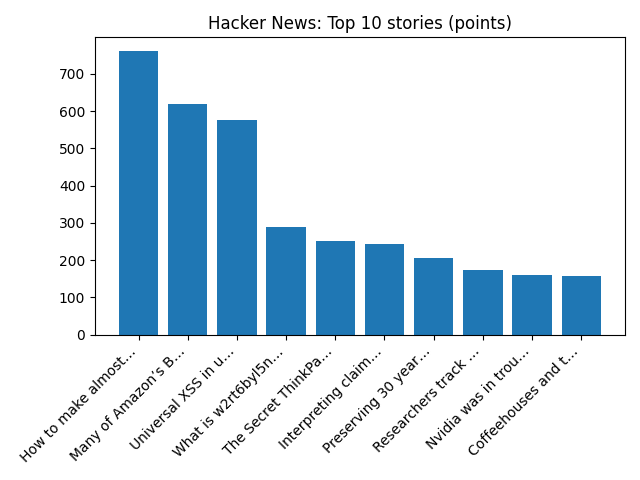 Hacker News: Top 10 stories (points)
700
600
500
400
300
200
100
0
How to make almost...
Many of Amazon's B...
Universal XSS in u...
What is w2rt6byl5n...
The Secret ThinkPa...
Interpreting claim...
Preserving 30 year...
Researchers track ...
Nvidia was in trou...
Coffeehouses and t...